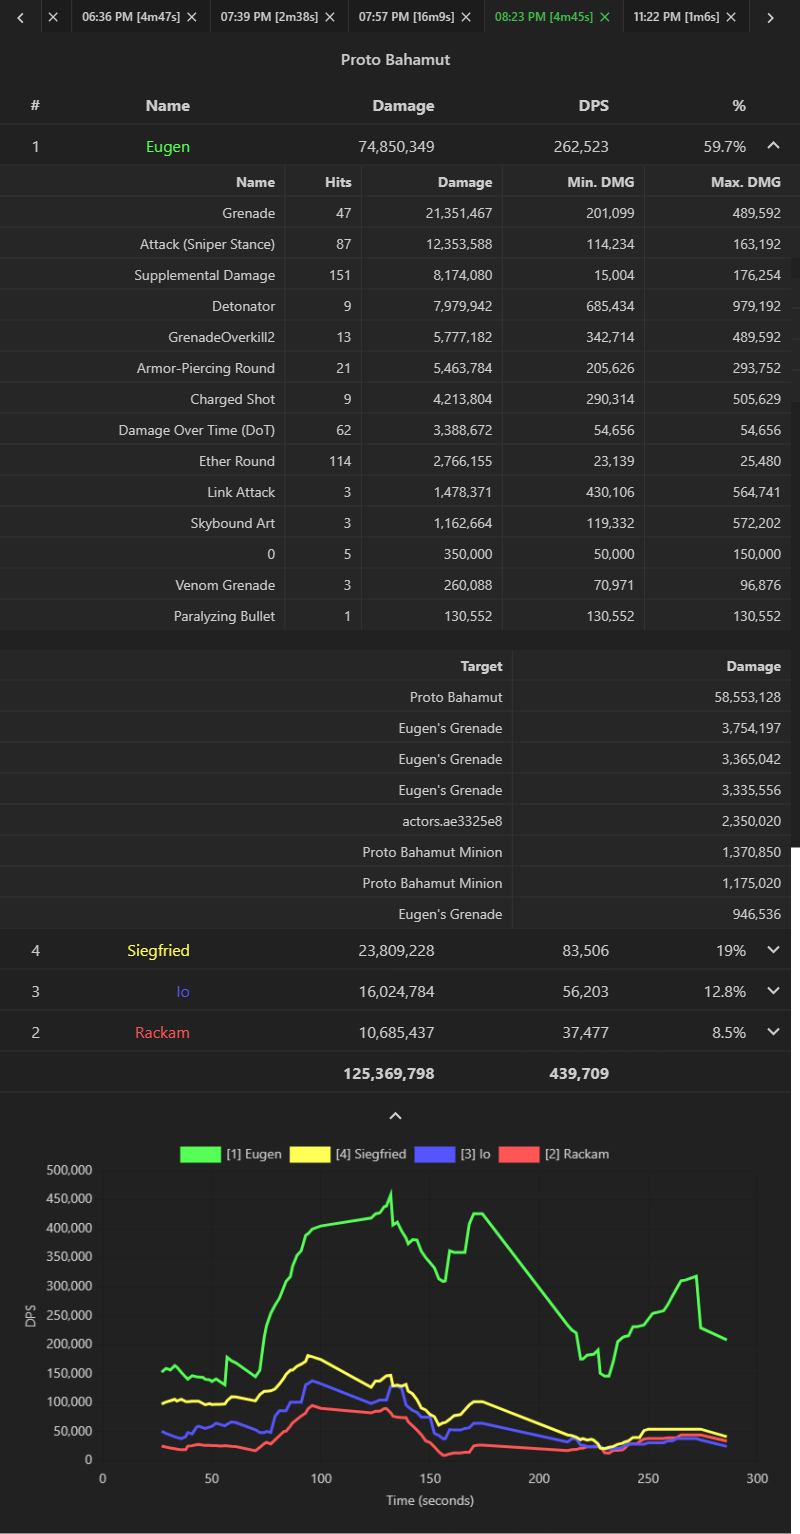 06:36 PM [4m47s] 07:39 PM [2m38s] 07:57 PM [16m9s] 08:23 PM [4m45s] 11:22 PM [1m6s]
Proto Bahamut
# Name Damage DPS %
1 Eugen 74,850,349 262,523 59.7%
Name Hits Damage Min. DMG Max. DMG
Grenade 47 21,351,467 201,099 489,592
Attack (Sniper Stance) 87 12,353,588 114,234 163,192
Supplemental Damage 151 8,174,080 15,004 176,254
Detonator 9 7,979,942 685,434 979,192
GrenadeOverkill2 13 5,777,182 342,714 489,592
Armor-Piercing Round 21 5,463,784 205,626 293,752
Charged Shot 9 4,213,804 290,314 505,629
Damage Over Time (DoT) 62 3,388,672 54,656 54,656
Ether Round 114 2,766,155 23,139 25,480
Link Attack 3 1,478,371 430,106 564,741
Skybound Art 3 1,162,664 119,332 572,202
0 5 350,000 50,000 150,000
Venom Grenade 3 260,088 70,971 96,876
Paralyzing Bullet 1 130,552 130,552 130,552
Target Damage
Proto Bahamut 58,553,128
Eugen's Grenade 3,754,197
Eugen's Grenade 3,365,042
Eugen's Grenade 3,335,556
actors.ae3325e8 2,350,020
Proto Bahamut Minion 1,370,850
Proto Bahamut Minion 1,175,020
Eugen's Grenade 946,536
4 Siegfried 23,809,228 83,506 19%
3 Io 16,024,784 56,203 12.8%
2 Rackam 10,685,437 37,477 8.5%
125,369,798 439,709
[1] Eugen [4] Siegfried [3] Io [2] Rackam
500,000
450,000
400,000
350,000
300,000
250,000
200,000
150,000
100,000
50,000
0
DPS
0 50 100 150 200 250 300
Time (seconds)